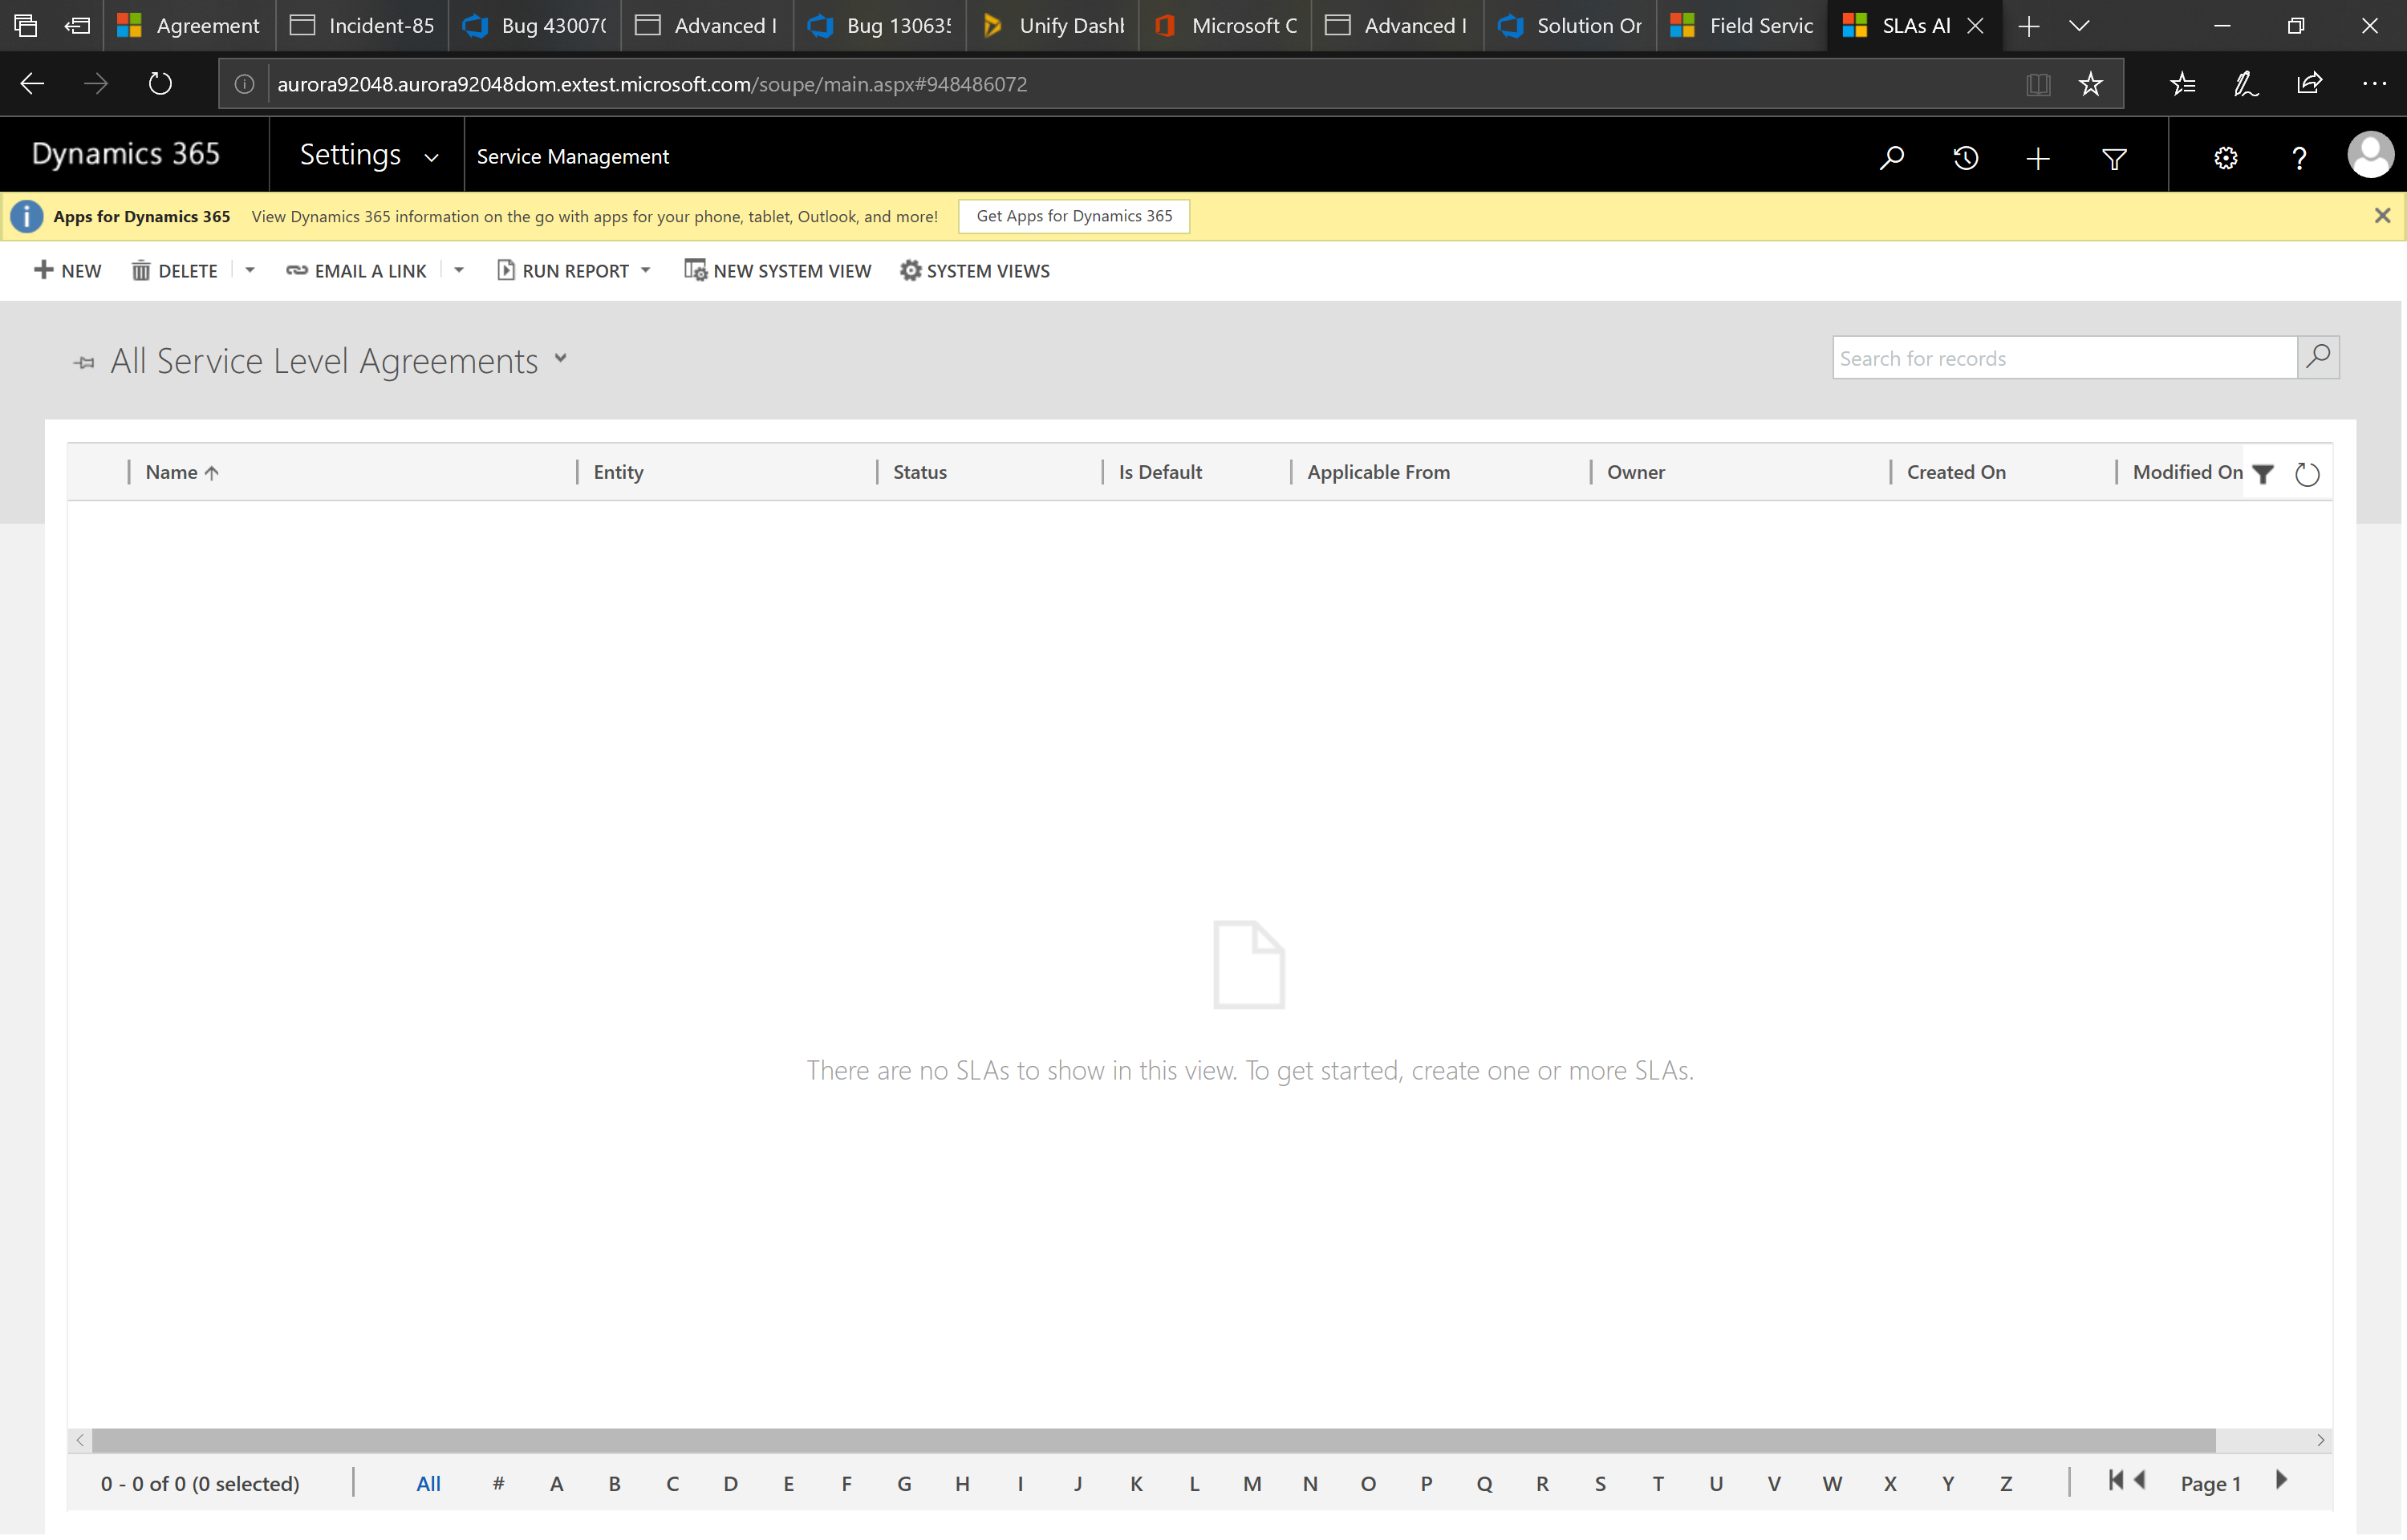 Agreement Incident-85 Bug 43007( Advanced I Bug 13063! Unify Dashl Microsoft C Advanced I Solution Or Field Servic SLAs Al
aurora92048.aurora92048dom.extest.microsoft.com/soupe/main.aspx#948486072
Dynamics 365 Settings Service Management
Apps for Dynamics 365 View Dynamics 365 information on the go with apps for your phone, tablet, Outlook, and more! Get Apps for Dynamics 365
NEW DELETE EMAIL A LINK RUN REPORT NEW SYSTEM VIEW SYSTEM VIEWS
All Service Level Agreements Search for records
Name Entity Status Is Default Applicable From Owner Created On Modified On
There are no SLAs to show in this view. To get started, create one or more SLAs.
0 - 0 of 0 (0 selected) All # A B C D E F G H I J K L M N O P Q R S T U V W X Y Z Page 1